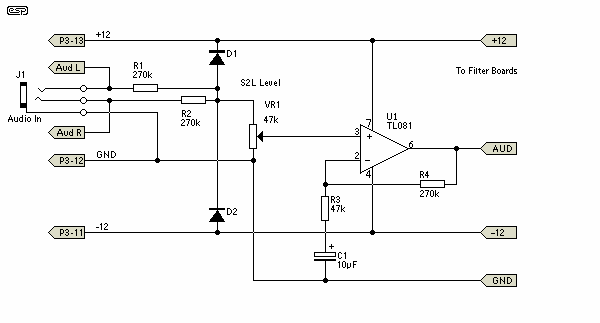 esp
P3-13
+12
+12
D1
Aud L
J1
R1
270k
To Filter Boards
S2L Level
R2
270k
VR1
47k
U1
TL081
Audio In
7
3
+
6
AUD
Aud R
2
−
P3-12
GND
4
R4
270k
R3
47k
D2
P3-11
-12
-12
+
C1
10µF
GND